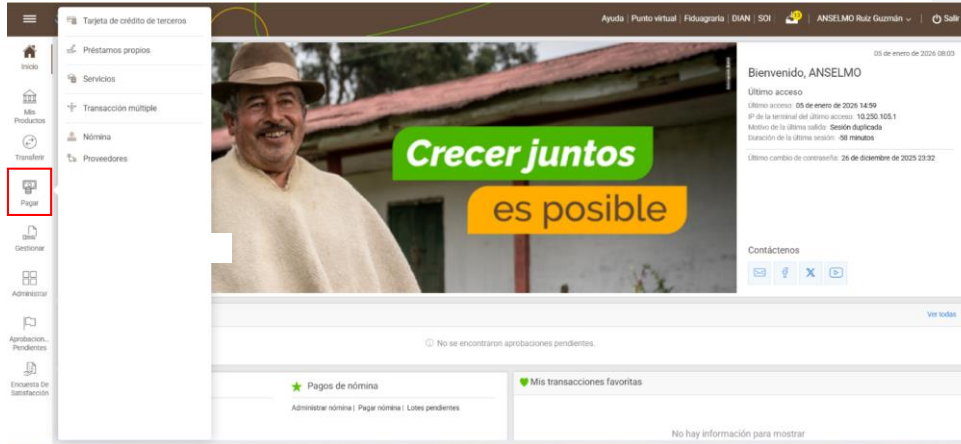 Ayuda | Punto virtual | Fiduagraria | DIAN | SOI | ANSELMO Ruiz Guzmán | Salir
Inicio
Mis
Productos
Transferir
Pagar
Gestionar
Administrar
Aprobacion...
Pendientes
Encuesta De
Satisfacción
Tarjeta de crédito de terceros
Préstamos propios
Servicios
Transacción múltiple
Nómina
Proveedores
Crecer juntos
es posible
05 de enero de 2026 08:03
Bienvenido, ANSELMO
Último acceso
Último acceso: 05 de enero de 2026 14:59
IP de la terminal del último acceso: 10.250.105.1
Motivo de la última salida: Sesión duplicada
Duración de la última sesión: -58 minutos
Último cambio de contraseña: 26 de diciembre de 2025 23:32
Contáctenos
Ver todas
No se encontraron aprobaciones pendientes.
Pagos de nómina
Administrar nómina | Pagar nómina | Lotes pendientes
Mis transacciones favoritas
No hay información para mostrar